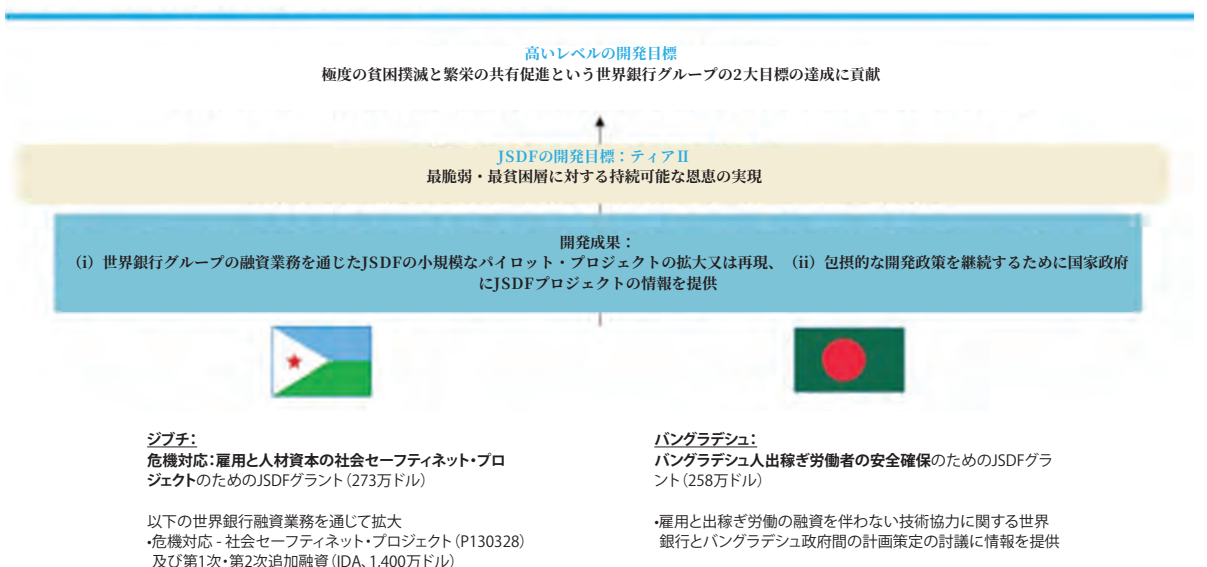 高いレベルの開発目標
極度の貧困撲滅と繁栄の共有促進という世界銀行グループの2大目標の達成に貢献
JSDFの開発目標：ティアⅡ
最脆弱・最貧困層に対する持続可能な恩恵の実現
開発成果：
（i）世界銀行グループの融資業務を通じたJSDFの小規模なパイロット・プロジェクトの拡大又は再現、（ii）包摂的な開発政策を継続するために国家政府
にJSDFプロジェクトの情報を提供
ジブチ：
危機対応：雇用と人材資本の社会セーフティネット・プロ
ジェクトのためのJSDFグラント（273万ドル）
以下の世界銀行融資業務を通じて拡大
•危機対応 - 社会セーフティネット・プロジェクト（P130328）
及び第1次・第2次追加融資（IDA、1,400万ドル）
バングラデシュ：
バングラデシュ人出稼ぎ労働者の安全確保のためのJSDFグラ
ント（258万ドル）
•雇用と出稼ぎ労働の融資を伴わない技術協力に関する世界
銀行とバングラデシュ政府間の計画策定の討議に情報を提供